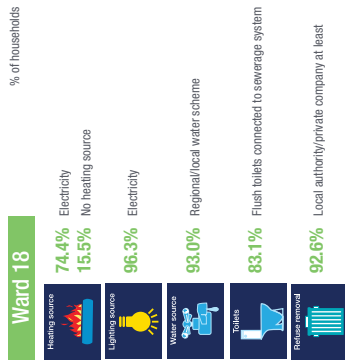 Ward 18
% of households
Heating source
74.4% Electricity
15.5% No heating source
Lighting source
96.3% Electricity
Water source
93.0% Regional/local water scheme
Toilets
83.1% Flush toilets connected to sewerage system
Refuse removal
92.6% Local authority/private company at least